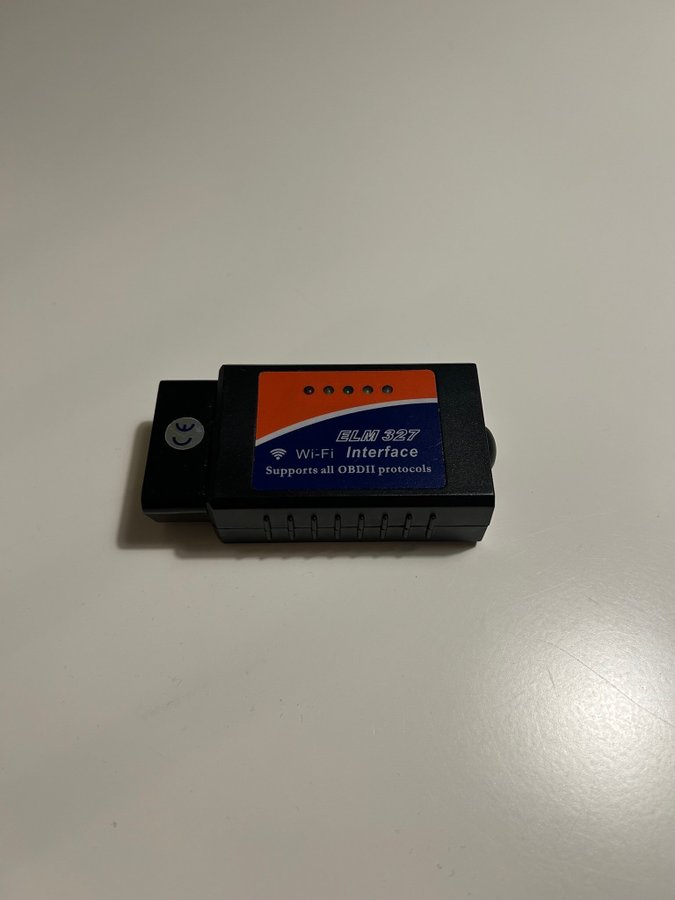 CE
ELM 327
Wi-Fi Interface
Supports all OBDII protocols